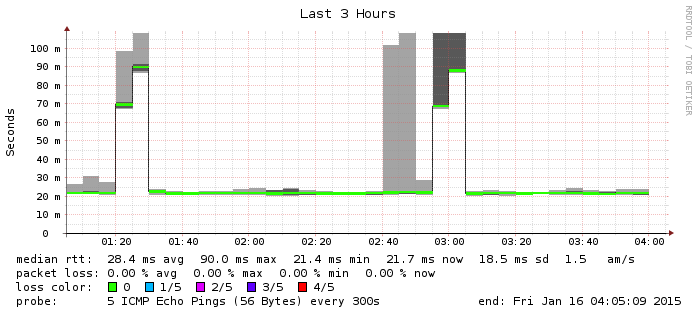 Last 3 Hours
RRDTOOL / TOBI OETIKER
Seconds
100 m
90 m
80 m
70 m
60 m
50 m
40 m
30 m
20 m
10 m
0
01:20 01:40 02:00 02:20 02:40 03:00 03:20 03:40 04:00
median rtt: 28.4 ms avg 90.0 ms max 21.4 ms min 21.7 ms now 18.5 ms sd 1.5 am/s
packet loss: 0.00 % avg 0.00 % max 0.00 % min 0.00 % now
loss color: 0 1/5 2/5 3/5 4/5
probe: 5 ICMP Echo Pings (56 Bytes) every 300s end: Fri Jan 16 04:05:09 2015